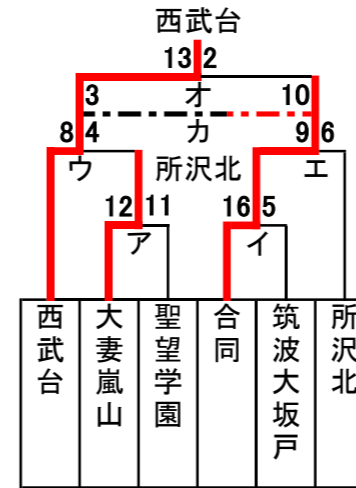 西武台
13 2
3 オ 10
8 4 カ 9 6
ウ 所沢北 エ
12 11 16 5
ア イ
西武台 大妻嵐山 聖望学園 合同 筑波大坂戸 所沢北